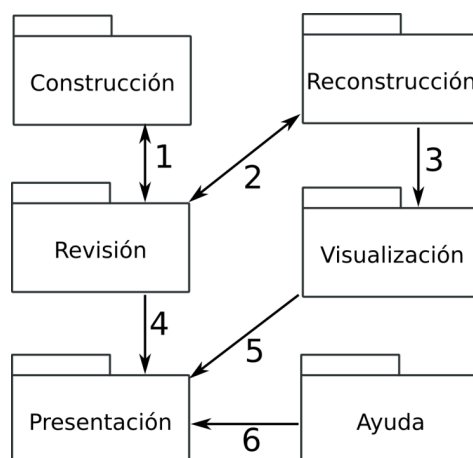 Construcción
Reconstrucción
1
2
3
Revisión
Visualización
4
5
Presentación
6
Ayuda